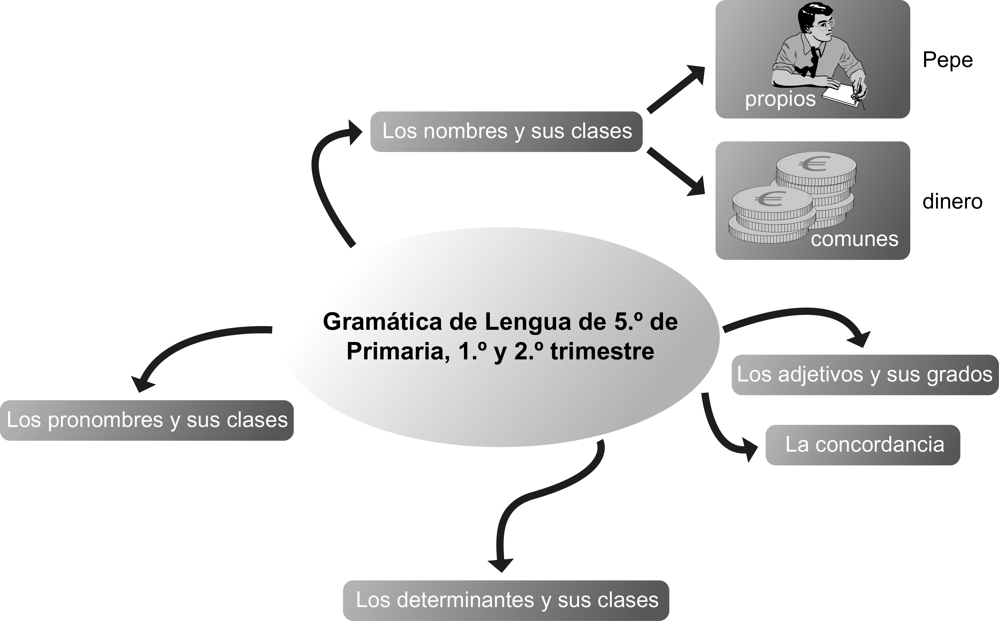 Pepe
propios
Los nombres y sus clases
dinero
comunes
Gramática de Lengua de 5.º de
Primaria, 1.º y 2.º trimestre
Los adjetivos y sus grados
Los pronombres y sus clases
La concordancia
Los determinantes y sus clases
€
€